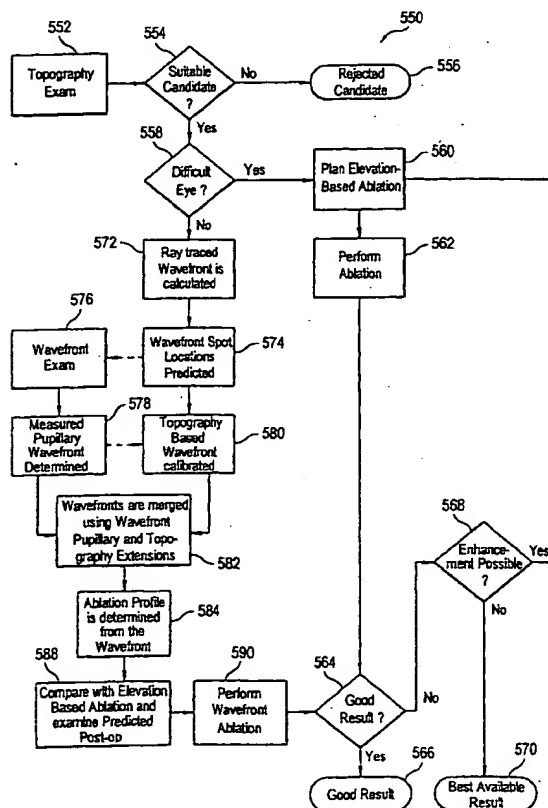 552
Topography
Exam
554
Suitable
Candidate
?
No
Yes
550
Rejected
Candidate
556
558
Difficult
Eye ?
Yes
No
Plan Elevation-
Based Ablation
560
Perform
Ablation
562
572
Ray traced
Wavefront is
calculated
576
Wavefront
Exam
Wavefront Spot
Locations
Predicted
574
578
Measured
Pupillary
Wavefront
Determined
Topography
Based
Wavefront
calibrated
580
Wavefronts are merged
using Wavefront
Pupillary and Topo-
graphy Extensions
582
Ablation Profile
is determined
from the
Wavefront
584
588
Compare with Elevation
Based Ablation and
examine Predicted
Post-op
590
Perform
Wavefront
Ablation
564
Good
Result ?
No
Yes
568
Enhance-
ment Possible
?
Yes
No
566
Good Result
570
Best Available
Result